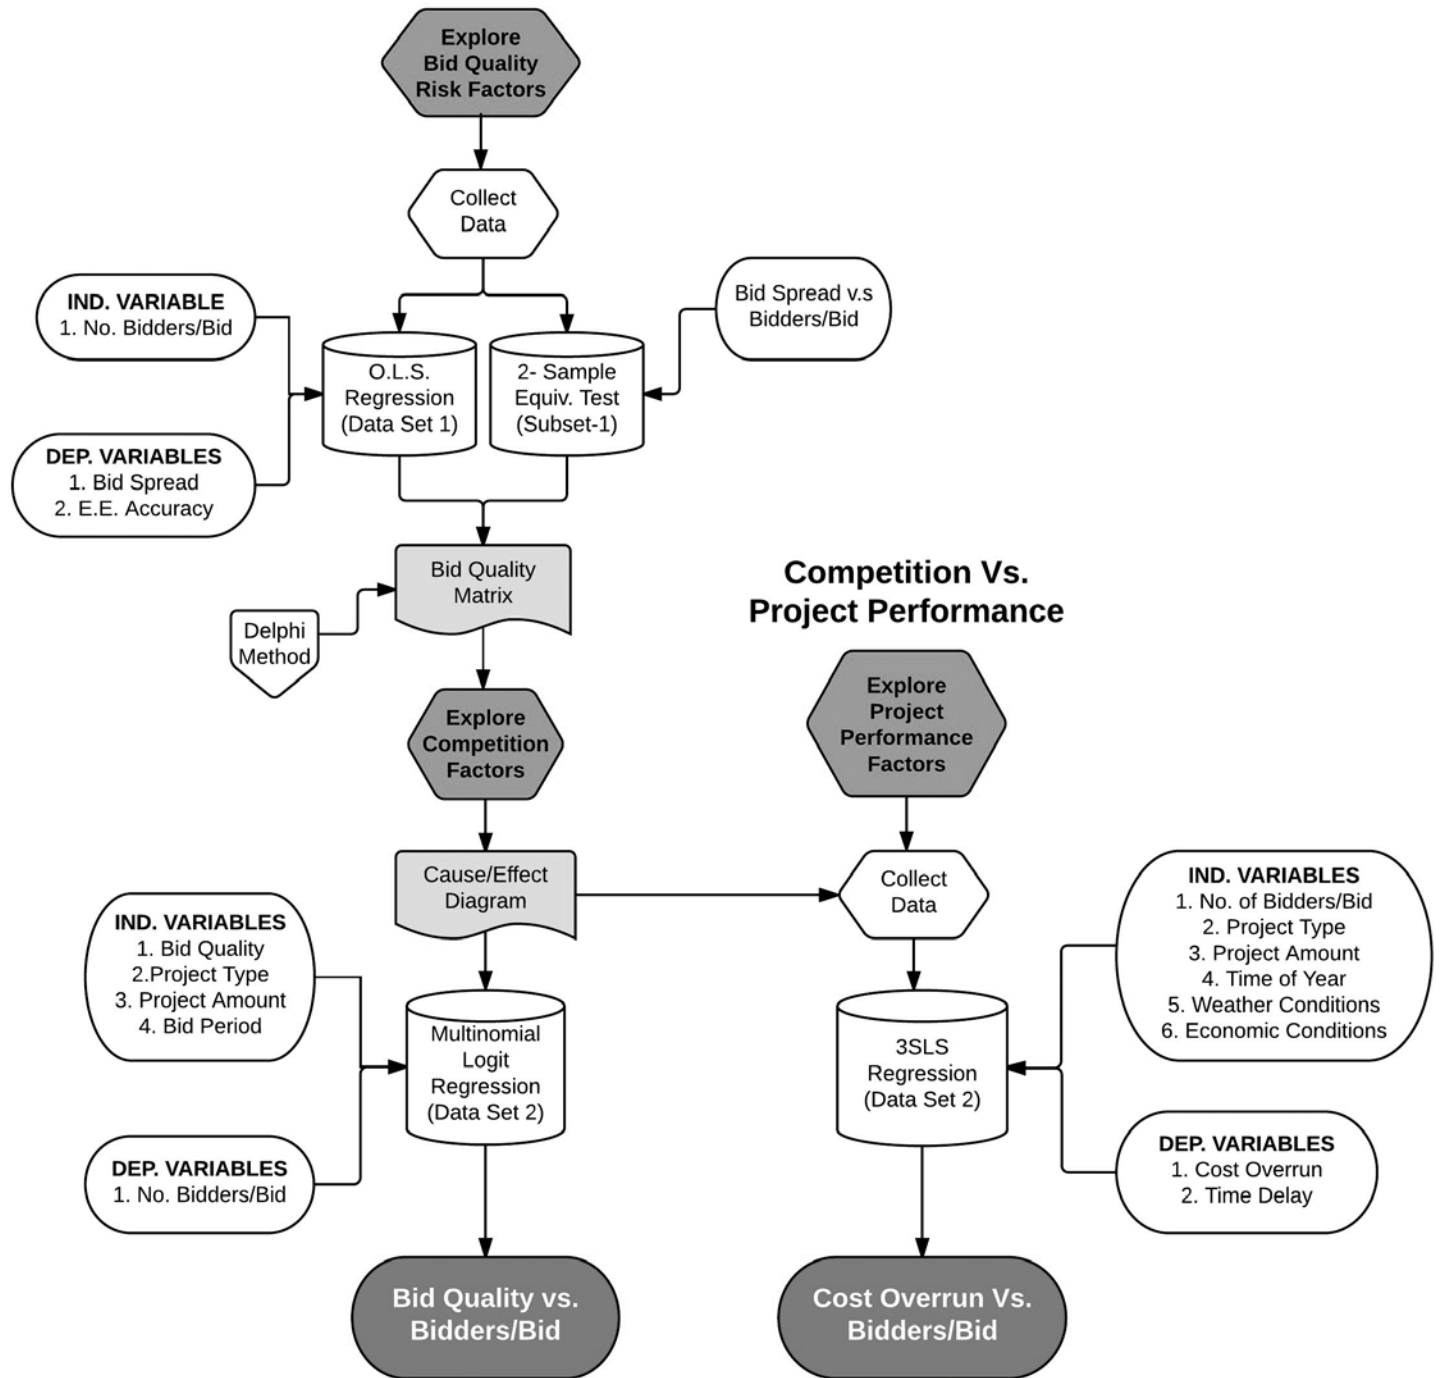 Explore
Bid Quality
Risk Factors
Collect
Data
IND. VARIABLE
1. No. Bidders/Bid
Bid Spread v.s
Bidders/Bid
O.L.S.
Regression
(Data Set 1)
2- Sample
Equiv. Test
(Subset-1)
DEP. VARIABLES
1. Bid Spread
2. E.E. Accuracy
Bid Quality
Matrix
Delphi
Method
Competition Vs.
Project Performance
Explore
Competition
Factors
Explore
Project
Performance
Factors
Cause/Effect
Diagram
Collect
Data
IND. VARIABLES
1. Bid Quality
2.Project Type
3. Project Amount
4. Bid Period
IND. VARIABLES
1. No. of Bidders/Bid
2. Project Type
3. Project Amount
4. Time of Year
5. Weather Conditions
6. Economic Conditions
Multinomial
Logit
Regression
(Data Set 2)
3SLS
Regression
(Data Set 2)
DEP. VARIABLES
1. No. Bidders/Bid
DEP. VARIABLES
1. Cost Overrun
2. Time Delay
Bid Quality vs.
Bidders/Bid
Cost Overrun Vs.
Bidders/Bid